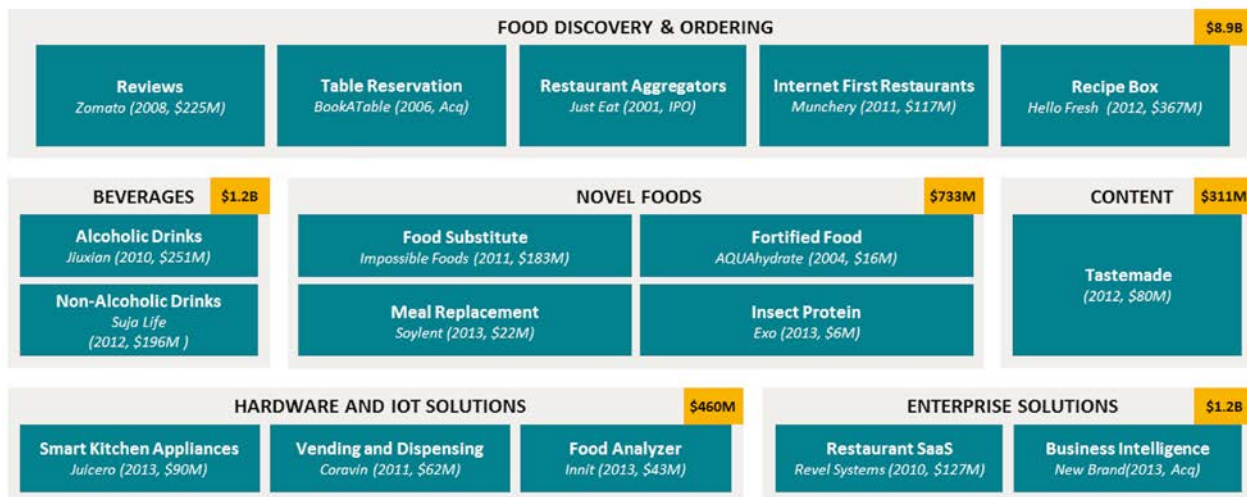 FOOD DISCOVERY & ORDERING
$8.9B
Reviews
Zomato (2008, $225M)
Table Reservation
BookATable (2006, Acq)
Restaurant Aggregators
Just Eat (2001, IPO)
Internet First Restaurants
Munchery (2011, $117M)
Recipe Box
Hello Fresh (2012, $367M)
BEVERAGES
$1.2B
Alcoholic Drinks
Jiuxian (2010, $251M)
Non-Alcoholic Drinks
Suja Life
(2012, $196M )
NOVEL FOODS
$733M
Food Substitute
Impossible Foods (2011, $183M)
Fortified Food
AQUAhydrate (2004, $16M)
Meal Replacement
Soylent (2013, $22M)
Insect Protein
Exo (2013, $6M)
CONTENT
$311M
Tastemade
(2012, $80M)
HARDWARE AND IOT SOLUTIONS
$460M
Smart Kitchen Appliances
Juicero (2013, $90M)
Vending and Dispensing
Coravin (2011, $62M)
Food Analyzer
Innit (2013, $43M)
ENTERPRISE SOLUTIONS
$1.2B
Restaurant SaaS
Revel Systems (2010, $127M)
Business Intelligence
New Brand(2013, Acq)